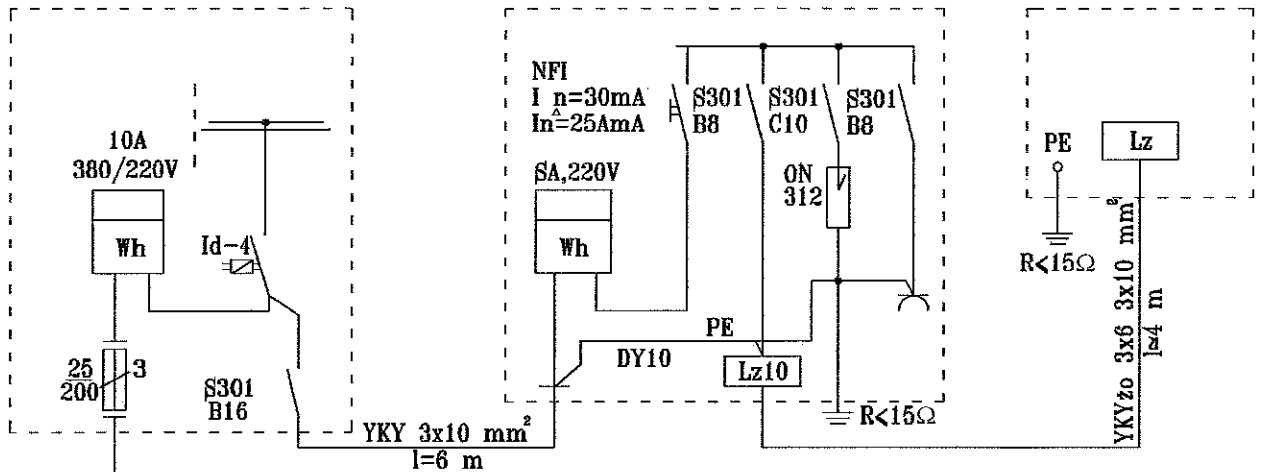 10A
380/220V
Wh
Id-4
25
200
3
S301
B16
YKY 3x10 mm²
l=6 m
NFI
I n=30mA
In^Δ=25AmA
S301
B8
S301
C10
S301
B8
SA,220V
Wh
ON
312
PE
DY10
Lz10
R<15Ω
PE
Lz
R<15Ω
YKYżo 3x6 3x10 mm²
l≃4 m